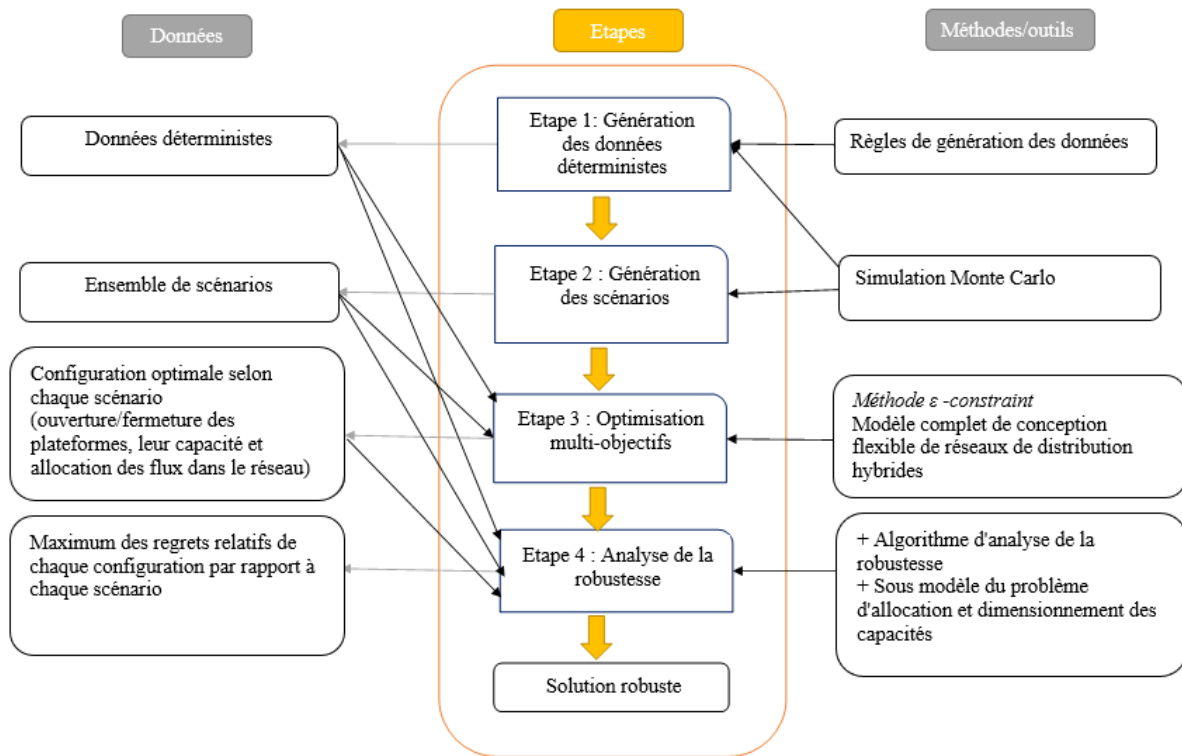 Données
Etapes
Méthodes/outils
Données déterministes
Etape 1: Génération
des données
déterministes
Règles de génération des données
Ensemble de scénarios
Etape 2 : Génération
des scénarios
Simulation Monte Carlo
Configuration optimale selon
chaque scénario
(ouverture/fermeture des
plateformes, leur capacité et
allocation des flux dans le réseau)
Etape 3 : Optimisation
multi-objectifs
Méthode ε -constraint
Modèle complet de conception
flexible de réseaux de distribution
hybrides
Maximum des regrets relatifs de
chaque configuration par rapport à
chaque scénario
Etape 4 : Analyse de la
robustesse
+ Algorithme d'analyse de la
robustesse
+ Sous modèle du problème
d'allocation et dimensionnement des
capacités
Solution robuste